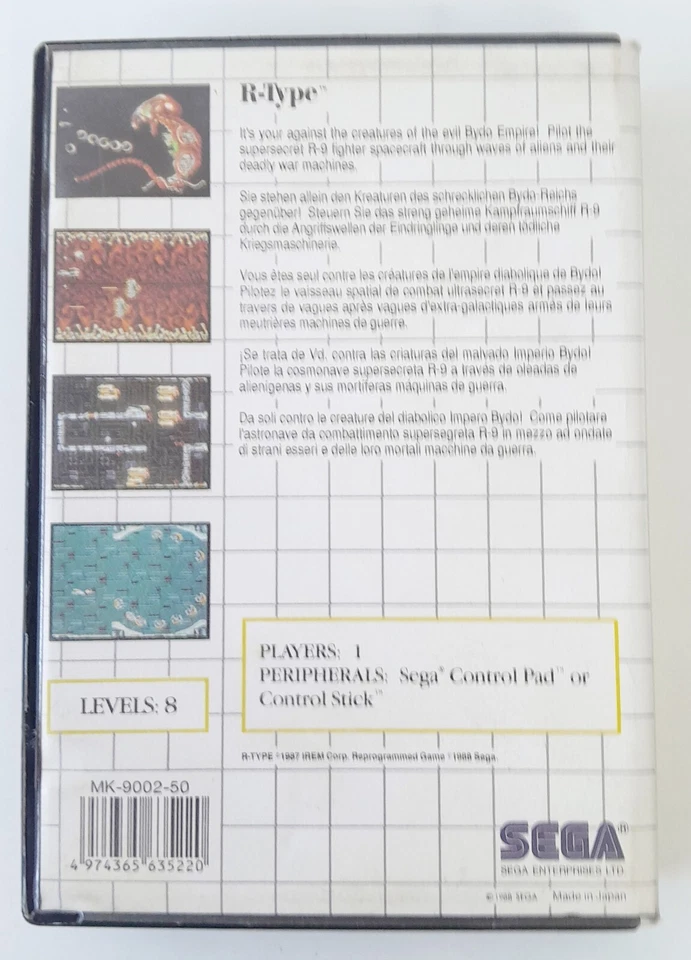 R-Type™
It's your against the creatures of the evil Bydo Empire! Pilot the
supersecret R-9 fighter spacecraft through waves of aliens and their
deadly war machines.
Sie stehen allein den Kreaturen des schrecklichen Bydo Reichs
gegenüber! Steuern Sie das streng geheime Kampfraumschiff R-9
durch die Angriffswellen der Eindringlinge und deren tödliche
Kriegsmaschinerie.
Vous êtes seul contre les créatures de l'empire diabolique de Bydo!
Pilotez le vaisseau spatial de combat ultrasecret R-9 et passez au
travers de vagues après vagues d'extra-galactiques armés de leurs
meutrières machines de guerre.
¡Se trata de Vd. contra las criaturas del malvado Imperio Bydo!
Pilote la cosmonave supersecreta R-9 a través de oleadas de
alienígenas y sus mortíferas máquinas de guerra.
Da soli contro le creature del diabolico Impero Bydo! Come pilotare
l'astronave da combattimento supersegreta R-9 in mezzo ad ondate
di strani esseri e delle loro mortali macchine da guerra.
PLAYERS: 1
PERIPHERALS: Sega® Control Pad™ or
Control Stick™
LEVELS: 8
R-TYPE ©1987 IREM Corp. Reprogrammed Game ©1988 Sega.
MK-9002-50
4 974365 635220
SEGA®
SEGA ENTERPRISES LTD.
© 1988 SEGA Made in Japan